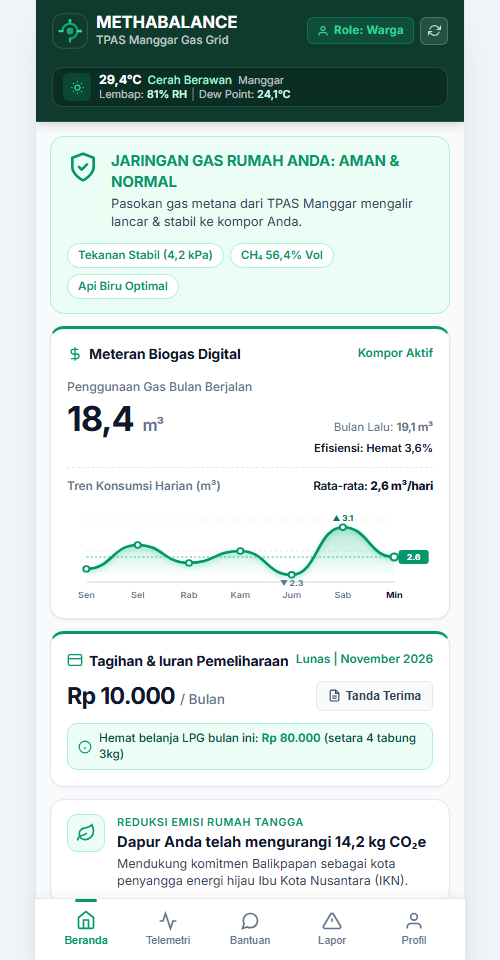 METHABALANCE
TPAS Manggar Gas Grid
Role: Warga
29,4°C Cerah Berawan Manggar
Lembap: 81% RH | Dew Point: 24,1°C
JARINGAN GAS RUMAH ANDA: AMAN &
NORMAL
Pasokan gas metana dari TPAS Manggar mengalir
lancar & stabil ke kompor Anda.
Tekanan Stabil (4,2 kPa)
CH₄ 56,4% Vol
Api Biru Optimal
Meteran Biogas Digital
Kompor Aktif
Penggunaan Gas Bulan Berjalan
18,4 m³
Bulan Lalu: 19,1 m³
Efisiensi: Hemat 3,6%
Tren Konsumsi Harian (m³)
Rata-rata: 2,6 m³/hari
▲ 3.1
2.6
▼ 2.3
Sen Sel Rab Kam Jum Sab Min
Tagihan & Iuran Pemeliharaan
Lunas | November 2026
Rp 10.000 / Bulan
Tanda Terima
Hemat belanja LPG bulan ini: Rp 80.000 (setara 4 tabung
3kg)
REDUKSI EMISI RUMAH TANGGA
Dapur Anda telah mengurangi 14,2 kg CO₂e
Mendukung komitmen Balikpapan sebagai kota
penyangga energi hijau Ibu Kota Nusantara (IKN).
Beranda Telemetri Bantuan Lapor Profil